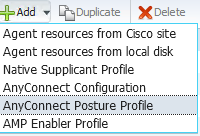 Add Duplicate Delete
Agent resources from Cisco site
Agent resources from local disk
Native Supplicant Profile
AnyConnect Configuration
AnyConnect Posture Profile
AMP Enabler Profile